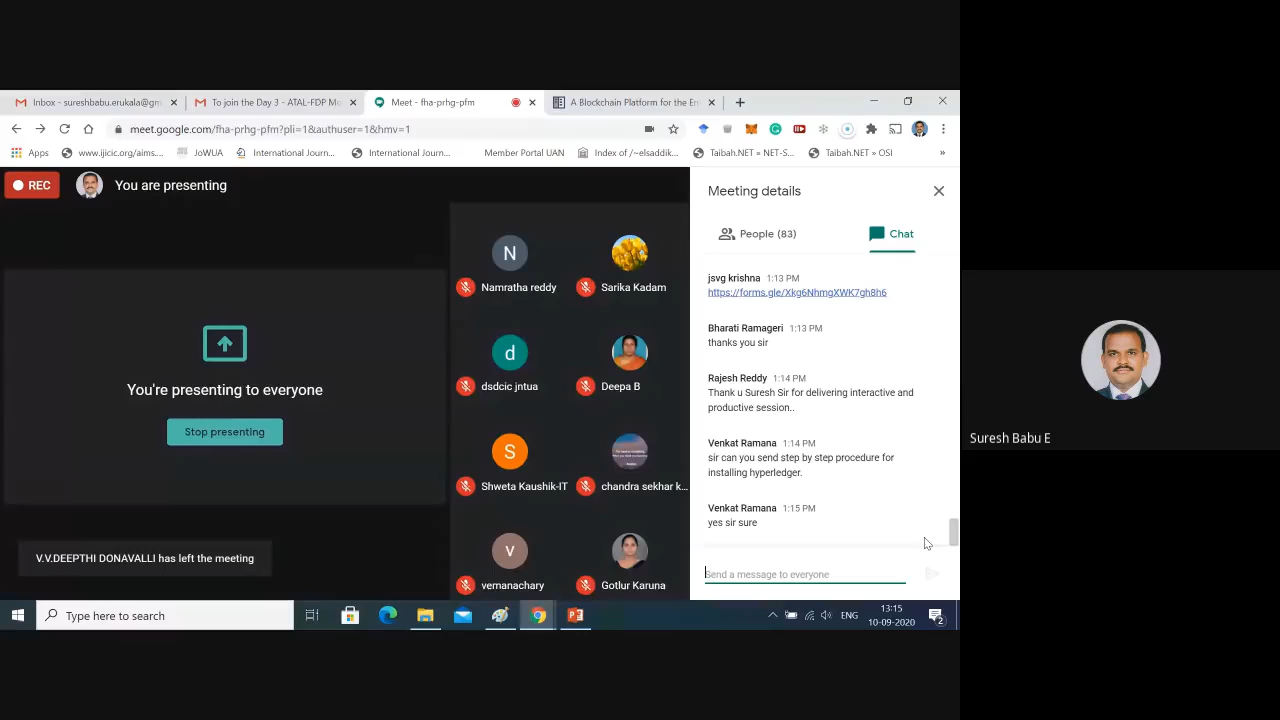 Inbox - sureshbabu.erukala@gm
To join the Day 3 - ATAL-FDP Mo
Meet - fha-prhg-pfm
A Blockchain Platform for the En
meet.google.com/fha-prhg-pfm?pli=1&authuser=1&hmv=1
Apps
www.ijicic.org/aims....
JoWUA
International Journ...
International Journ...
Member Portal UAN
Index of /~elsaddik...
Taibah.NET = NET-S...
Taibah.NET » OSI
»
REC
You are presenting
You're presenting to everyone
Stop presenting
V.V.DEEPTHI DONAVALLI has left the meeting
N
Namratha reddy
Sarika Kadam
d
dsdcic jntua
Deepa B
S
Shweta Kaushik-IT
chandra sekhar k...
v
vemanachary
Gotlur Karuna
Meeting details
People (83)
Chat
jsvg krishna 1:13 PM
https://forms.gle/Xkg6NhmgXWK7gh8h6
Bharati Ramageri 1:13 PM
thanks you sir
Rajesh Reddy 1:14 PM
Thank u Suresh Sir for delivering interactive and
productive session..
Venkat Ramana 1:14 PM
sir can you send step by step procedure for
installing hyperledger.
Venkat Ramana 1:15 PM
yes sir sure
Send a message to everyone
Suresh Babu E
Type here to search
ENG
13:15
10-09-2020
2